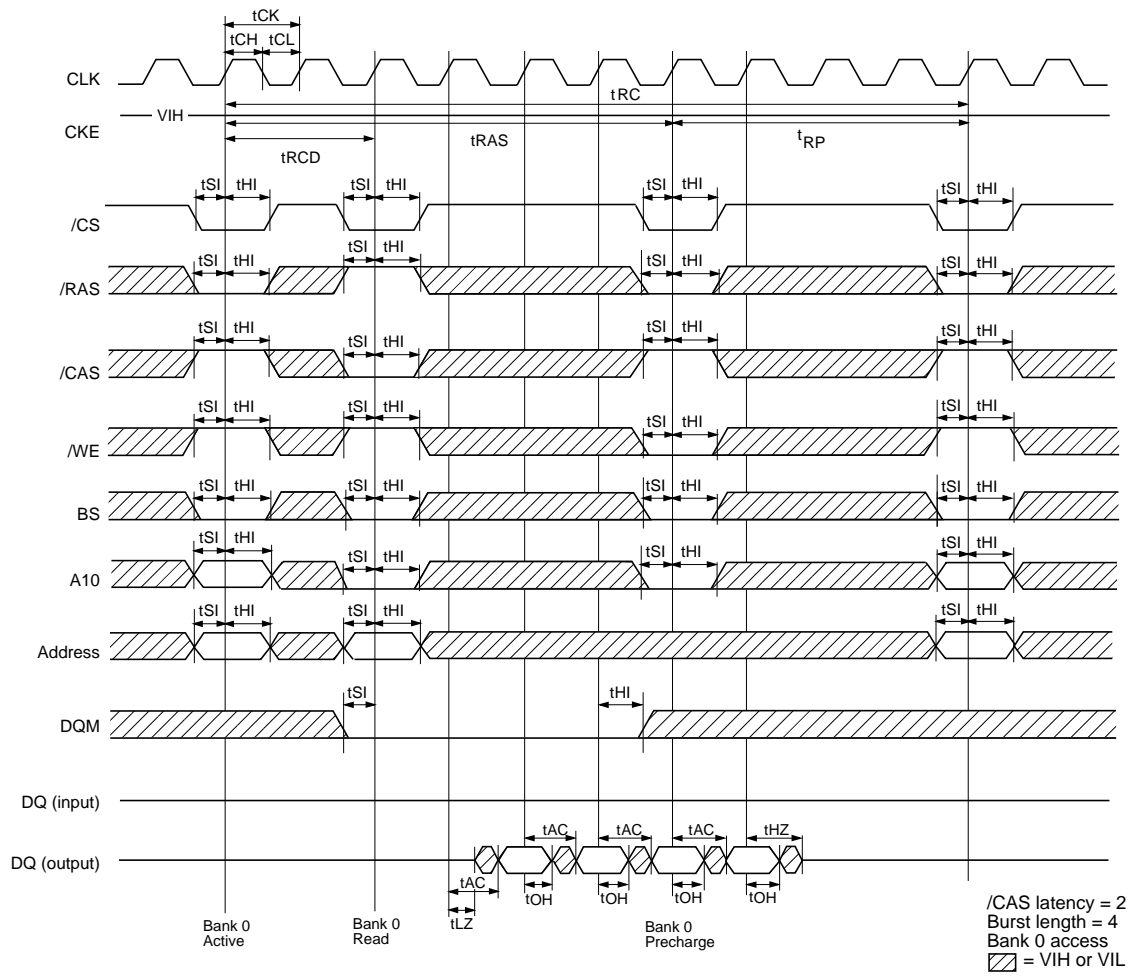 tCK
tCH tCL
CLK
tRC
VIH
CKE
tRCD
tRAS
tRP
tSI tHI tSI tHI tSI tHI tSI tHI
/CS
tSI tHI tSI tHI tSI tHI tSI tHI
/RAS
tSI tHI tSI tHI tSI tHI tSI tHI
/CAS
tSI tHI tSI tHI tSI tHI tSI tHI
/WE
tSI tHI tSI tHI tSI tHI tSI tHI
BS
tSI tHI tSI tHI tSI tHI tSI tHI
A10
tSI tHI tSI tHI tSI tHI
Address
tSI tHI
DQM
DQ (input)
tAC tAC tAC tHZ
DQ (output)
tAC
tOH tOH tOH tOH
tLZ
Bank 0
Active
Bank 0
Read
Bank 0
Precharge
/CAS latency = 2
Burst length = 4
Bank 0 access
= VIH or VIL